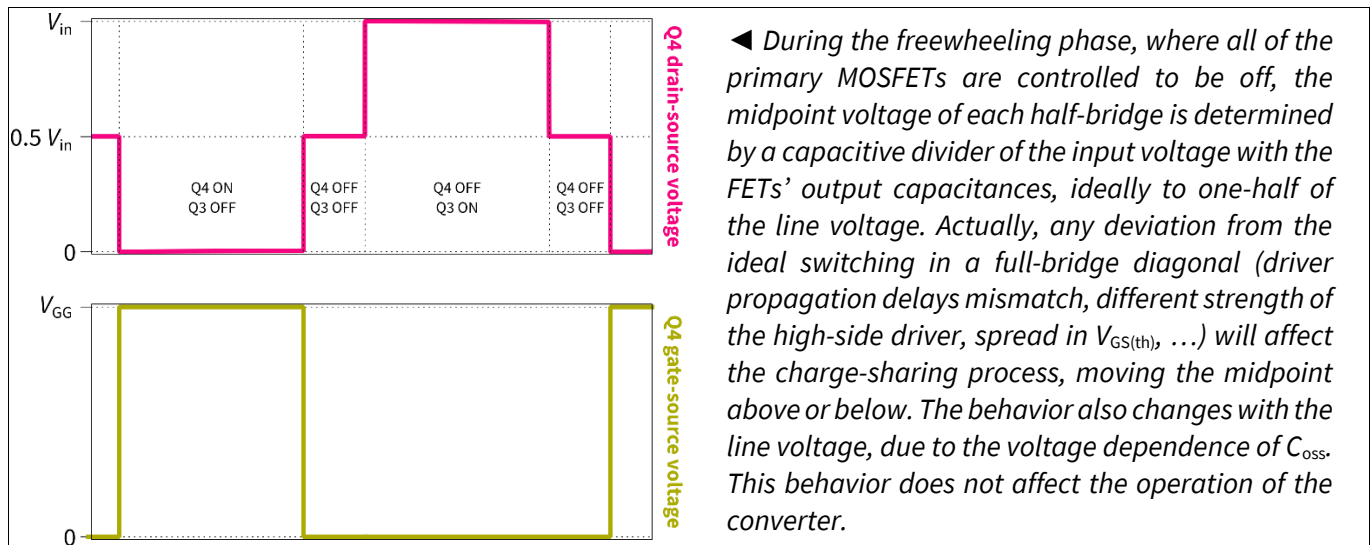 V_in
0.5 V_in
0
Q4 ON
Q3 OFF
Q4 OFF
Q3 OFF
Q4 OFF
Q3 ON
Q4 OFF
Q3 OFF
Q4 drain-source voltage
V_GG
0
Q4 gate-source voltage
◄ During the freewheeling phase, where all of the
primary MOSFETs are controlled to be off, the
midpoint voltage of each half-bridge is determined
by a capacitive divider of the input voltage with the
FETs’ output capacitances, ideally to one-half of
the line voltage. Actually, any deviation from the
ideal switching in a full-bridge diagonal (driver
propagation delays mismatch, different strength of
the high-side driver, spread in V_GS(th), …) will affect
the charge-sharing process, moving the midpoint
above or below. The behavior also changes with the
line voltage, due to the voltage dependence of C_oss.
This behavior does not affect the operation of the
converter.